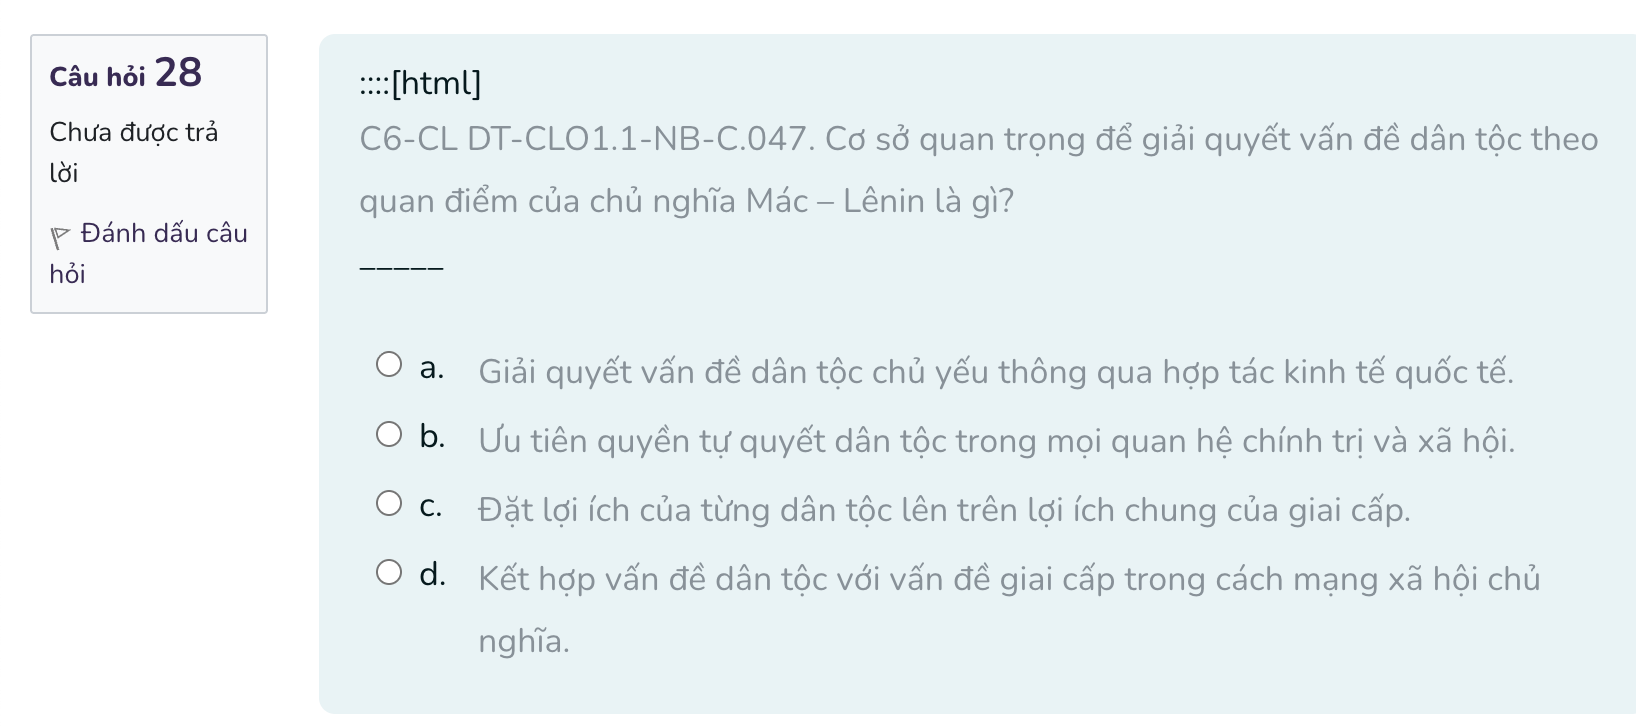 Câu hỏi 28
Chưa được trả
lời
Đánh dấu câu
hỏi
::::[html]
C6-CL DT-CLO1.1-NB-C.047. Cơ sở quan trọng để giải quyết vấn đề dân tộc theo
quan điểm của chủ nghĩa Mác – Lênin là gì?
_____
a. Giải quyết vấn đề dân tộc chủ yếu thông qua hợp tác kinh tế quốc tế.
b. Ưu tiên quyền tự quyết dân tộc trong mọi quan hệ chính trị và xã hội.
c. Đặt lợi ích của từng dân tộc lên trên lợi ích chung của giai cấp.
d. Kết hợp vấn đề dân tộc với vấn đề giai cấp trong cách mạng xã hội chủ
nghĩa.